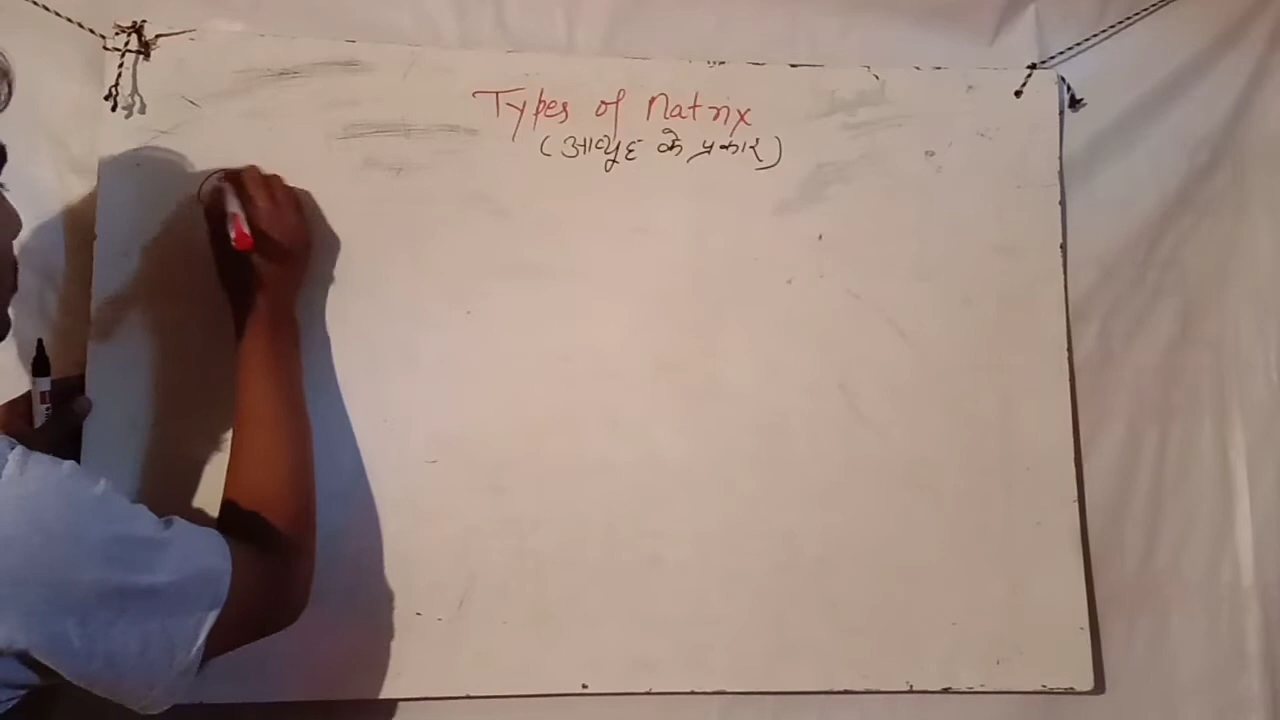 Types of Matrix
(आव्यूह के प्रकार)